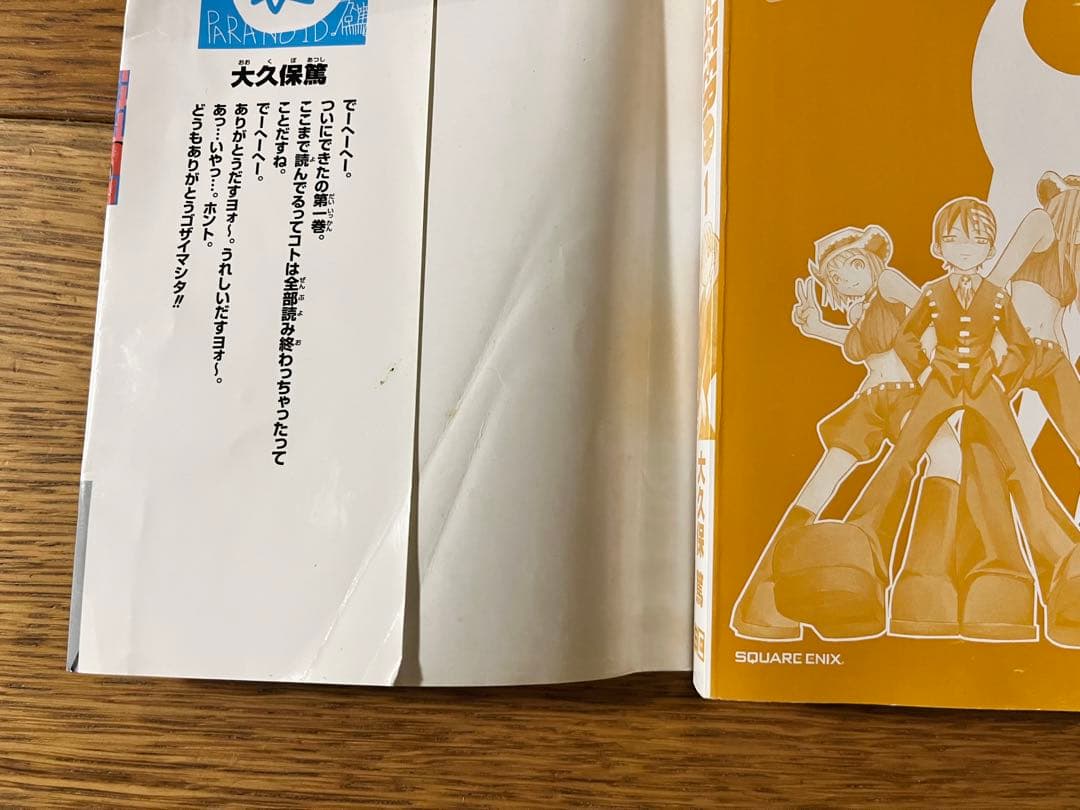 PARANOID
大久保篤
でーへーへー。
ついにできたの第一巻。
ここまで読んでるってコトは全部読み終わっちゃったって
ことだすね。
でーへーへー。
ありがとうだすヨォ〜。うれしいだすヨォ〜。
あっ…いやっ…。ホント。
どうもありがとうゴザイマシタ!!
1
大久保 篤
SQUARE ENIX.